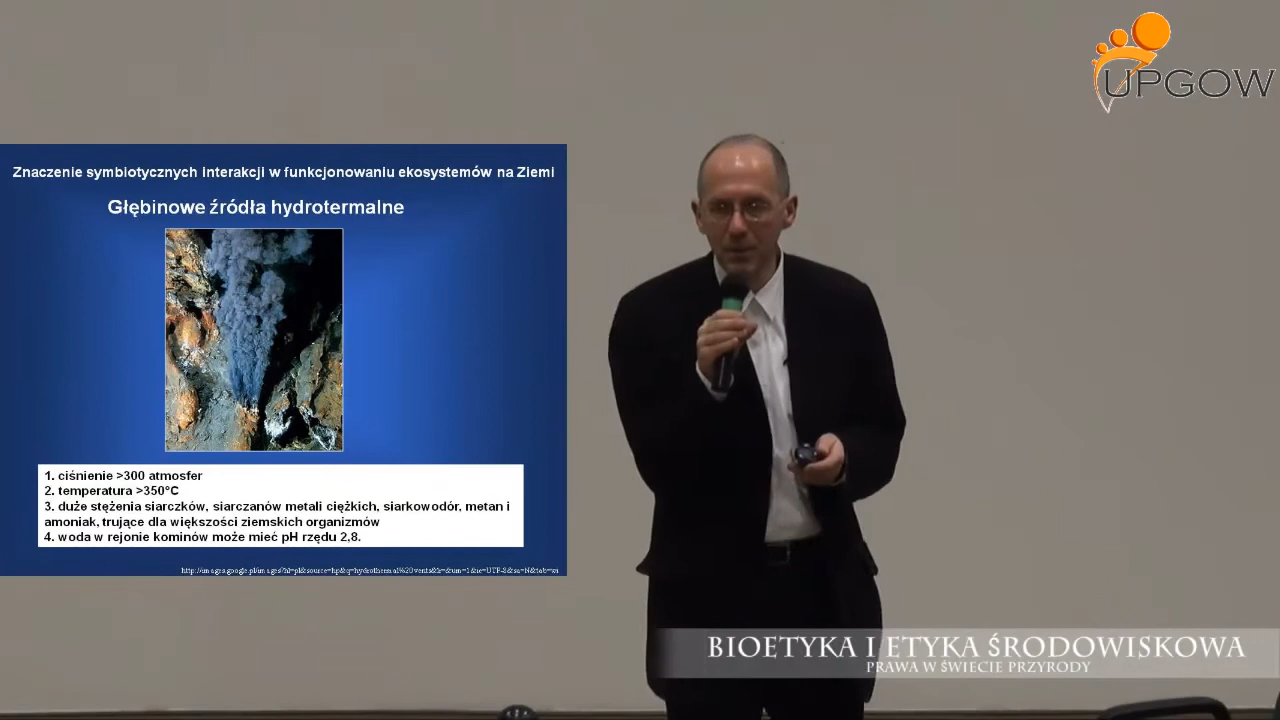 UPGOW
Znaczenie symbiotycznych interakcji w funkcjonowaniu ekosystemów na Ziemi
Głębinowe źródła hydrotermalne
1. ciśnienie >300 atmosfer
2. temperatura >350°C
3. duże stężenia siarczków, siarczanów metali ciężkich, siarkowodór, metan i
amoniak, trujące dla większości ziemskich organizmów
4. woda w rejonie kominów może mieć pH rzędu 2,8.
BIOETYKA I ETYKA ŚRODOWISKOWA
PRAWA W ŚWIECIE PRZYRODY